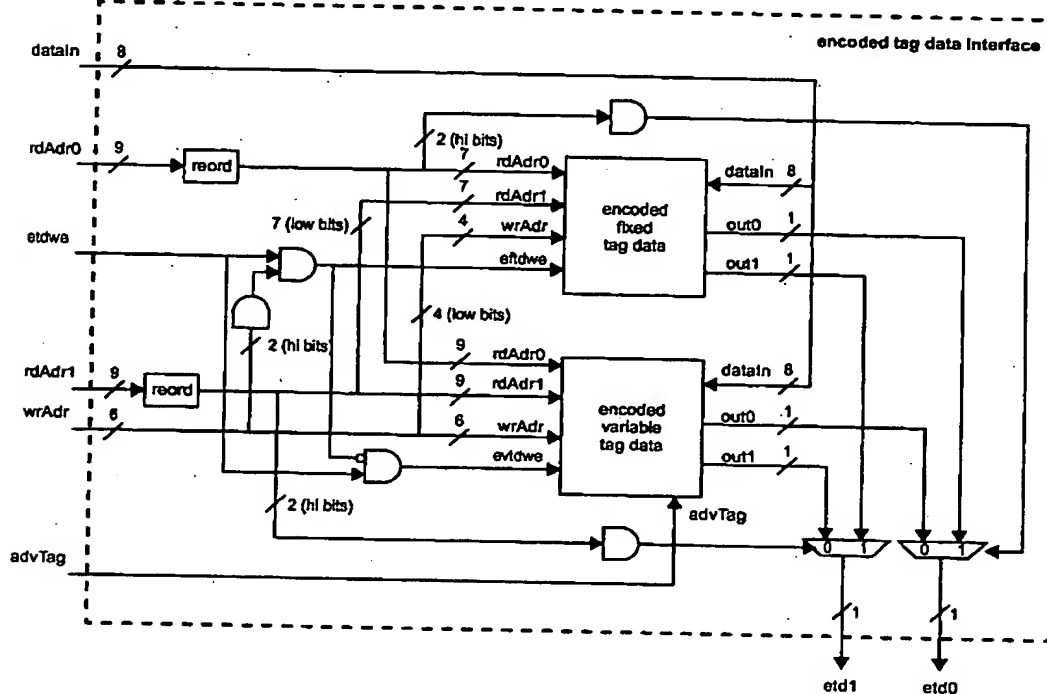 encoded tag data interface
dataIn
8
2 (hi bits)
rdAdr0
9
reord
7
rdAdr0
7
rdAdr1
7 (low bits)
4
wrAdr
eftdwe
encoded
fixed
tag data
dataIn 8
out0 1
out1 1
etdwe
2 (hi bits)
4 (low bits)
rdAdr1
9
reord
wrAdr
6
9
rdAdr0
9
rdAdr1
6
wrAdr
evtdwe
encoded
variable
tag data
dataIn 8
out0 1
out1 1
2 (hi bits)
advTag
advTag
0 1
0 1
1
1
etd1
etd0